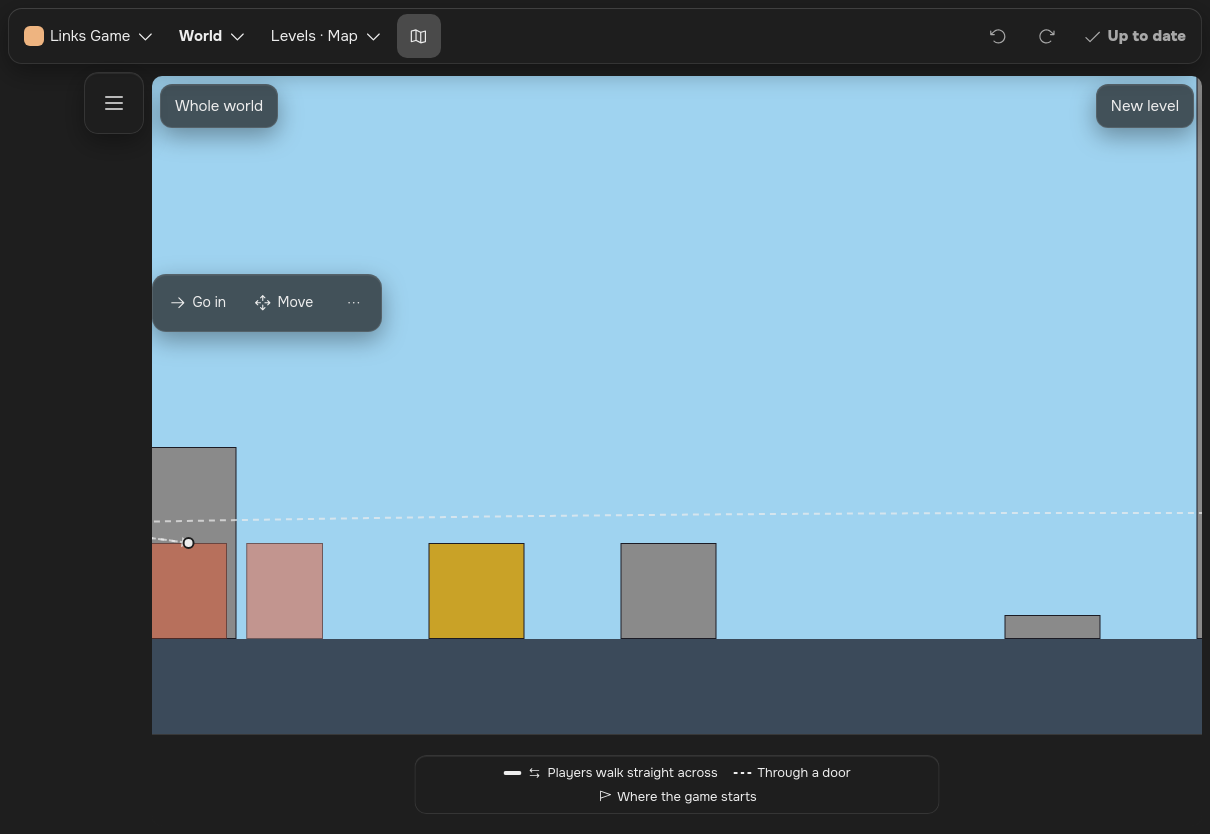 Links Game World Levels · Map Up to date
Whole world New level
Go in Move ···
Players walk straight across Through a door
Where the game starts